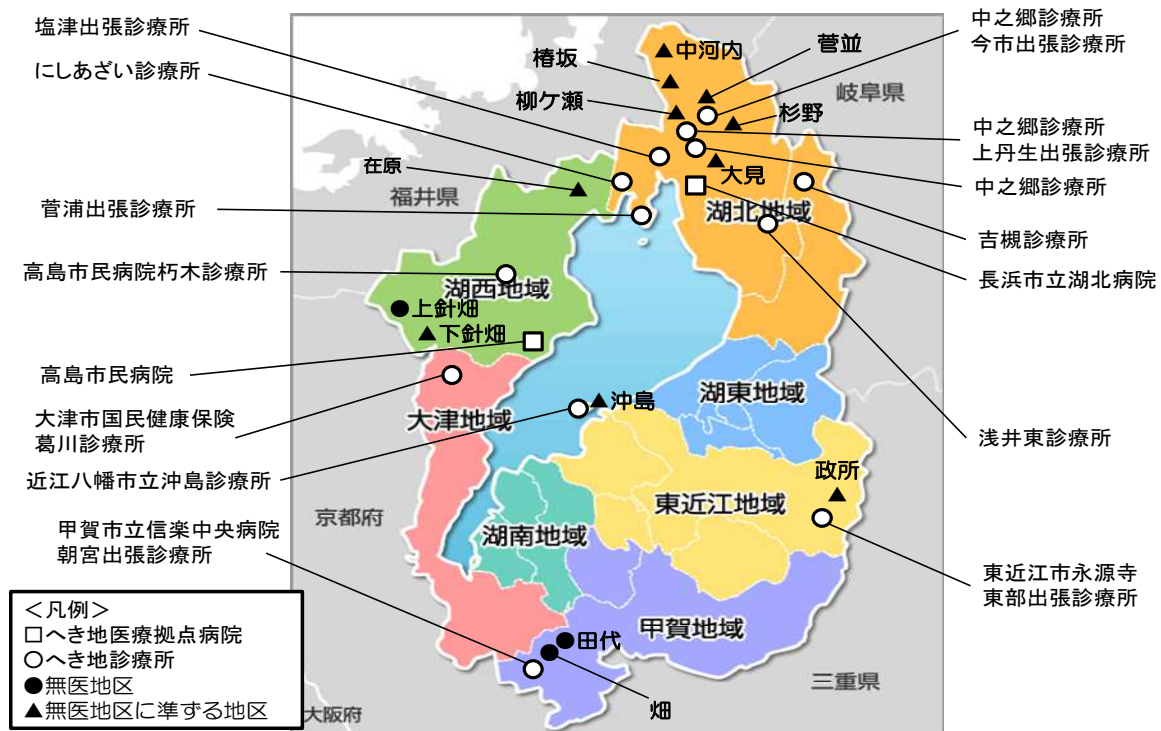 塩津出張診療所
にしあざい診療所
菅浦出張診療所
高島市民病院朽木診療所
高島市民病院
大津市国民健康保険
葛川診療所
近江八幡市立沖島診療所
甲賀市立信楽中央病院
朝宮出張診療所
<凡例>
□へき地医療拠点病院
○へき地診療所
●無医地区
▲無医地区に準ずる地区
中河内
椿坂
菅並
柳ケ瀬
杉野
大見
在原
福井県
岐阜県
湖北地域
湖西地域
上針畑
下針畑
大津地域
沖島
湖東地域
政所
東近江地域
湖南地域
京都府
甲賀地域
田代
畑
三重県
大阪府
中之郷診療所
今市出張診療所
中之郷診療所
上丹生出張診療所
中之郷診療所
吉槻診療所
長浜市立湖北病院
浅井東診療所
東近江市永源寺
東部出張診療所